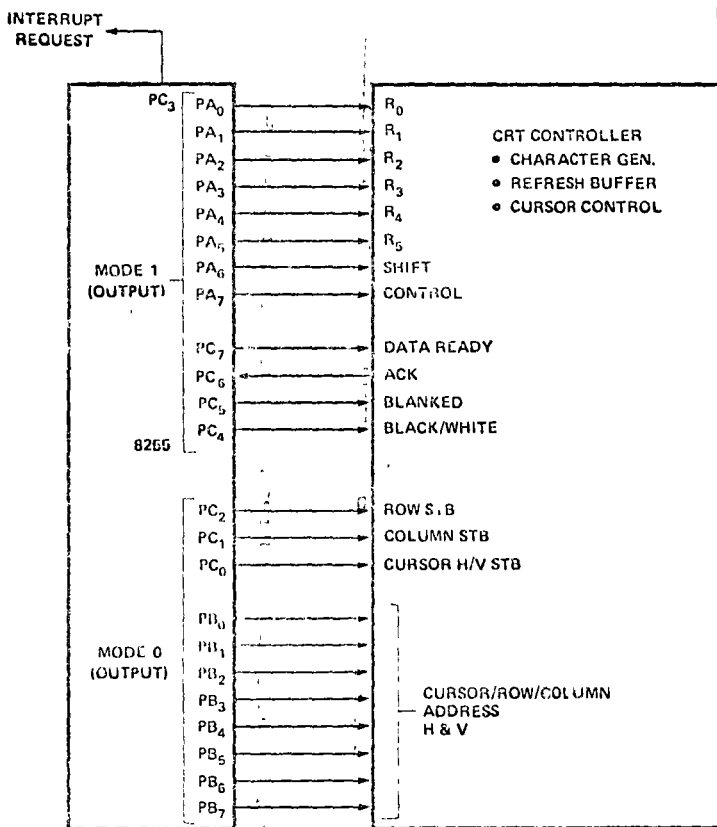 INTERRUPT
REQUEST
PC3
PA0 R0
PA1 R1
PA2 R2
PA3 R3
PA4 R4
PA5 R5
PA6 SHIFT
PA7 CONTROL
MODE 1
(OUTPUT)
CRT CONTROLLER
• CHARACTER GEN.
• REFRESH BUFFER
• CURSOR CONTROL
PC7 DATA READY
PC6 ACK
PC5 BLANKED
PC4 BLACK/WHITE
8255
PC2 ROW STB
PC1 COLUMN STB
PC0 CURSOR H/V STB
MODE 0
(OUTPUT)
PB0
PB1
PB2
PB3
PB4
PB5
PB6
PB7
CURSOR/ROW/COLUMN
ADDRESS
H & V